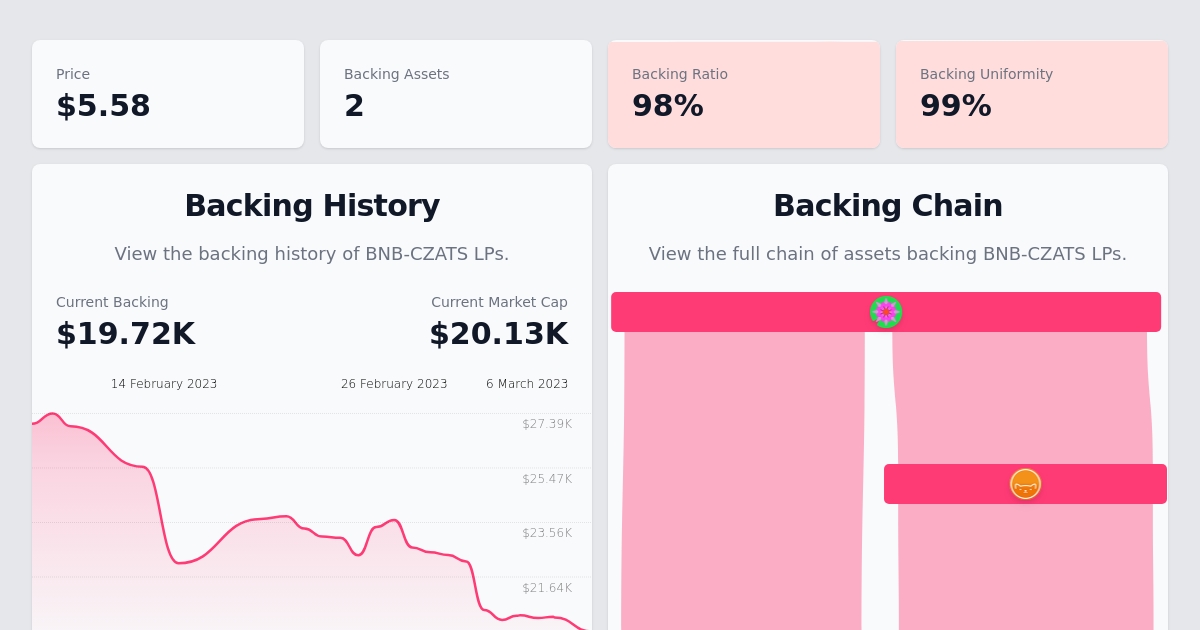 Price
$5.58
Backing Assets
2
Backing Ratio
98%
Backing Uniformity
99%
Backing History
View the backing history of BNB-CZATS LPs.
Current Backing
$19.72K
Current Market Cap
$20.13K
14 February 2023
26 February 2023
6 March 2023
$27.39K
$25.47K
$23.56K
$21.64K
Backing Chain
View the full chain of assets backing BNB-CZATS LPs.